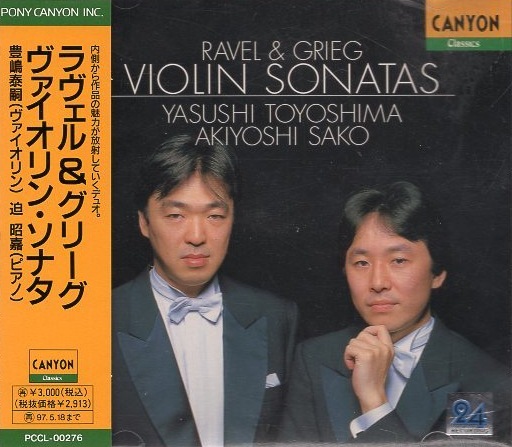 PONY CANYON INC.
内側から作品の魅力が放射していくデュオ。
ラヴェル&グリーグ
ヴァイオリン・ソナタ
豊嶋泰嗣(ヴァイオリン) 迫 昭嘉(ピアノ)
CANYON
Classics
¥3,000(税込)
(税抜価格¥2,913)
97.5.18まで
PCCL-00276
CANYON
Classics
RAVEL & GRIEG
VIOLIN SONATAS
YASUSHI TOYOSHIMA
AKIYOSHI SAKO
24